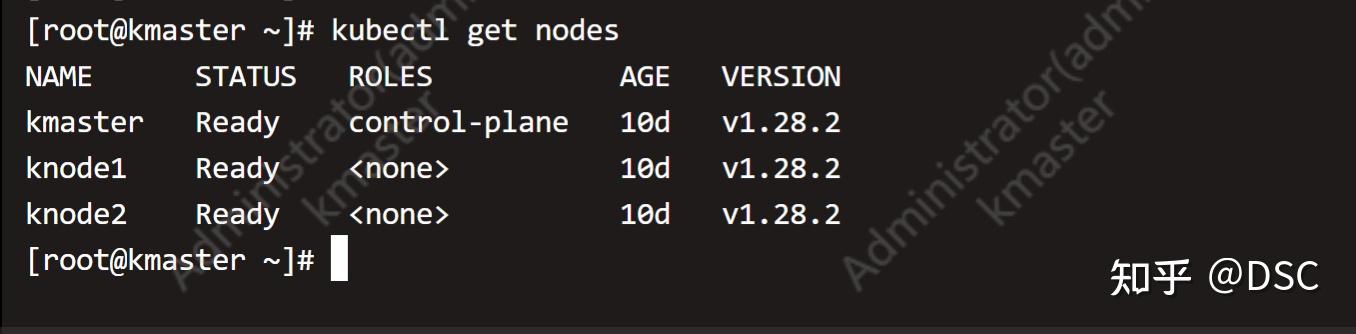 [root@kmaster ~]# kubectl get nodes
NAME STATUS ROLES AGE VERSION
kmaster Ready control-plane 10d v1.28.2
knode1 Ready <none> 10d v1.28.2
knode2 Ready <none> 10d v1.28.2
[root@kmaster ~]#
Administrator(adm
kmaster
Administrator(adm
kmaster
知乎 @DSC